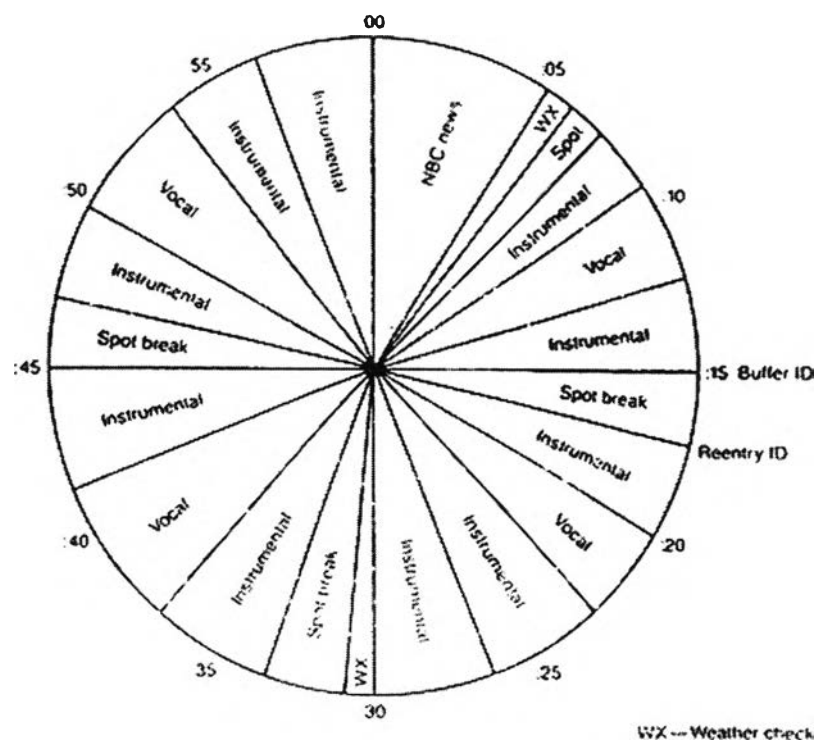 00
:05
:10
:15 Buffer ID
Reentry ID
:20
:25
30
35
:40
:45
:50
:55
NBC news
WX
Spot
Instrumental
Vocal
Instrumental
Spot break
Instrumental
Vocal
Instrumental
Instrumental
WX
Spot break
Instrumental
Vocal
Instrumental
Spot break
Instrumental
Vocal
Instrumental
Instrumental
WX — Weather check